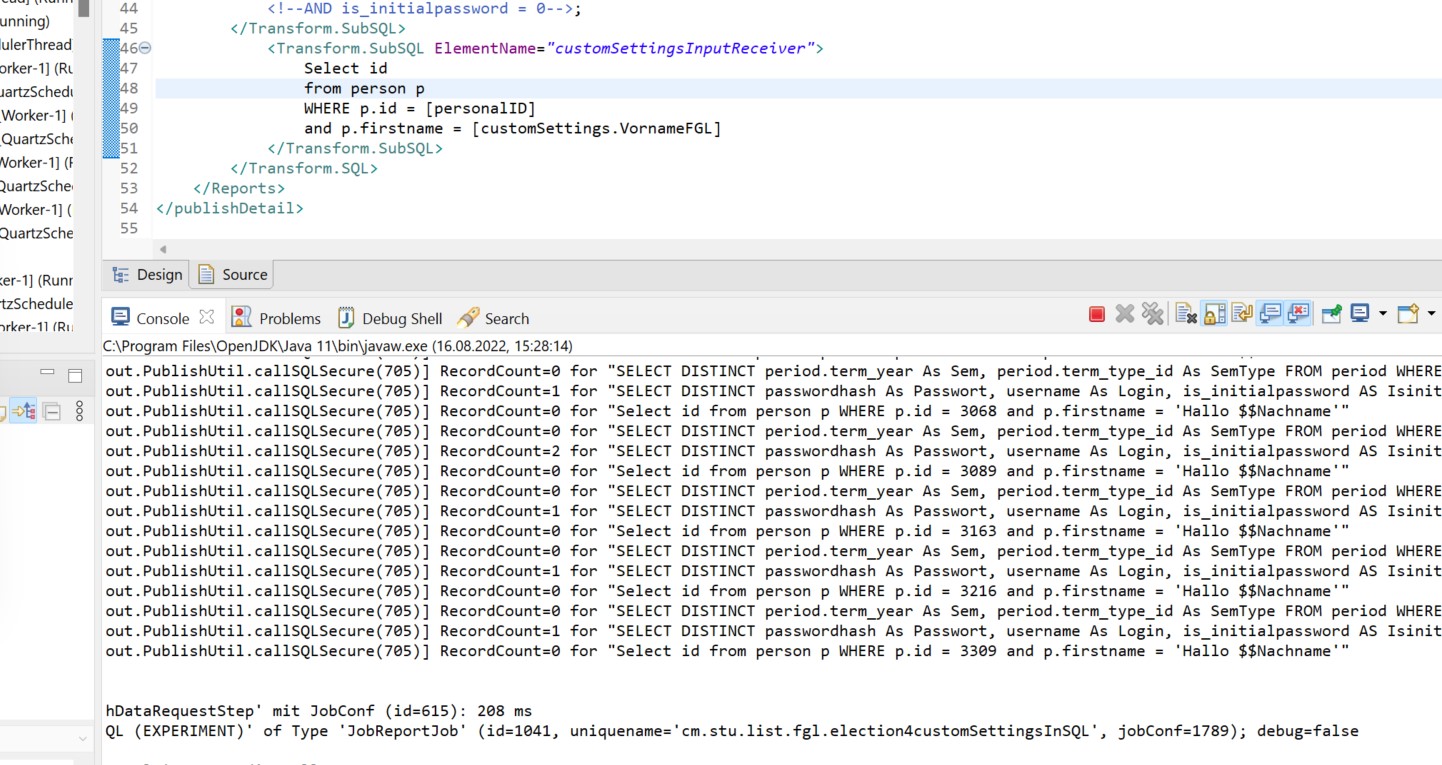 unning)
ulerThread
orker-1] (Ru
uartzSchedu
_Worker-1] (
_QuartzSche
Worker-1] (F
QuartzSche
Worker-1] (
QuartzSche
ker-1] (Runr
rtzSchedule
orker-1] (Ru
44 <!--AND is_initialpassword = 0-->;
45 </Transform.SubSQL>
46 <Transform.SubSQL ElementName="customSettingsInputReceiver">
47 Select id
48 from person p
49 WHERE p.id = [personalID]
50 and p.firstname = [customSettings.VornameFGL]
51 </Transform.SubSQL>
52 </Transform.SQL>
53 </Reports>
54 </publishDetail>
55
Design Source
Console Problems Debug Shell Search
C:\Program Files\OpenJDK\Java 11\bin\javaw.exe (16.08.2022, 15:28:14)
out.PublishUtil.callSQLSecure(705)] RecordCount=0 for "SELECT DISTINCT period.term_year As Sem, period.term_type_id As SemType FROM period WHERE
out.PublishUtil.callSQLSecure(705)] RecordCount=1 for "SELECT DISTINCT passwordhash As Passwort, username As Login, is_initialpassword AS Isinit
out.PublishUtil.callSQLSecure(705)] RecordCount=0 for "Select id from person p WHERE p.id = 3068 and p.firstname = 'Hallo $$Nachname'"
out.PublishUtil.callSQLSecure(705)] RecordCount=0 for "SELECT DISTINCT period.term_year As Sem, period.term_type_id As SemType FROM period WHERE
out.PublishUtil.callSQLSecure(705)] RecordCount=2 for "SELECT DISTINCT passwordhash As Passwort, username As Login, is_initialpassword AS Isinit
out.PublishUtil.callSQLSecure(705)] RecordCount=0 for "Select id from person p WHERE p.id = 3089 and p.firstname = 'Hallo $$Nachname'"
out.PublishUtil.callSQLSecure(705)] RecordCount=0 for "SELECT DISTINCT period.term_year As Sem, period.term_type_id As SemType FROM period WHERE
out.PublishUtil.callSQLSecure(705)] RecordCount=1 for "SELECT DISTINCT passwordhash As Passwort, username As Login, is_initialpassword AS Isinit
out.PublishUtil.callSQLSecure(705)] RecordCount=0 for "Select id from person p WHERE p.id = 3163 and p.firstname = 'Hallo $$Nachname'"
out.PublishUtil.callSQLSecure(705)] RecordCount=0 for "SELECT DISTINCT period.term_year As Sem, period.term_type_id As SemType FROM period WHERE
out.PublishUtil.callSQLSecure(705)] RecordCount=1 for "SELECT DISTINCT passwordhash As Passwort, username As Login, is_initialpassword AS Isinit
out.PublishUtil.callSQLSecure(705)] RecordCount=0 for "Select id from person p WHERE p.id = 3216 and p.firstname = 'Hallo $$Nachname'"
out.PublishUtil.callSQLSecure(705)] RecordCount=0 for "SELECT DISTINCT period.term_year As Sem, period.term_type_id As SemType FROM period WHERE
out.PublishUtil.callSQLSecure(705)] RecordCount=1 for "SELECT DISTINCT passwordhash As Passwort, username As Login, is_initialpassword AS Isinit
out.PublishUtil.callSQLSecure(705)] RecordCount=0 for "Select id from person p WHERE p.id = 3309 and p.firstname = 'Hallo $$Nachname'"
hDataRequestStep' mit JobConf (id=615): 208 ms
QL (EXPERIMENT)' of Type 'JobReportJob' (id=1041, uniquename='cm.stu.list.fgl.election4customSettingsInSQL', jobConf=1789); debug=false